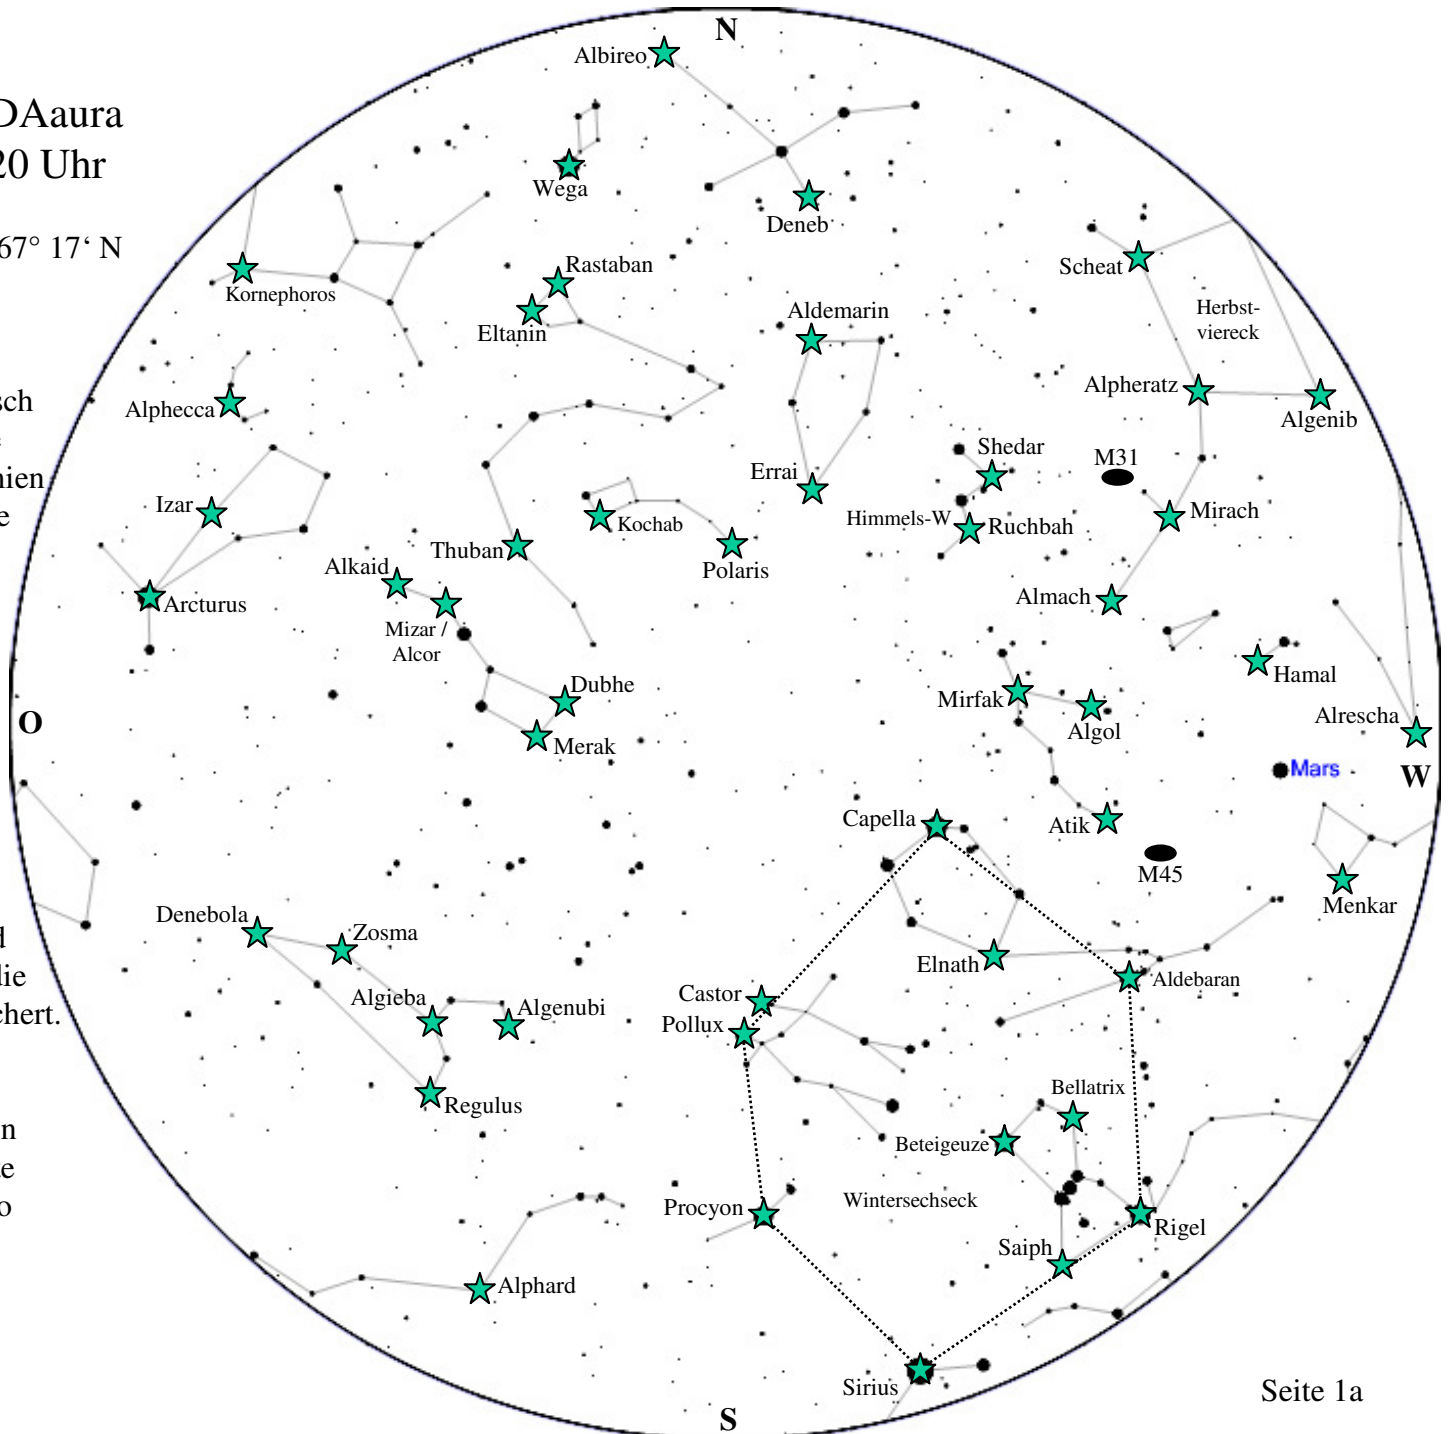 N
Albireo
DAaura
20 Uhr
Wega
Deneb
67° 17‘ N
Rastaban
Scheat
Kornephoros
Herbst-
viereck
Aldemarin
Eltanin
Alpheratz
Alphecca
Algenib
sch
Shedar
M31
Errai
nien
Izar
Himmels-W
Ruchbah
Mirach
e
Kochab
Thuban
Polaris
Alkaid
Arcturus
Almach
Mizar /
Alcor
Hamal
Dubhe
Mirfak
Alrescha
O
Algol
Merak
Mars
W
Capella
Atik
M45
Menkar
Denebola
Zosma
d
Elnath
die
Aldebaran
Castor
Algieba
Algenubi
chert.
Pollux
Bellatrix
Regulus
n
Beteigeuze
te
Wintersechseck
o
Procyon
Rigel
Saiph
Alphard
Sirius
Seite 1a
S